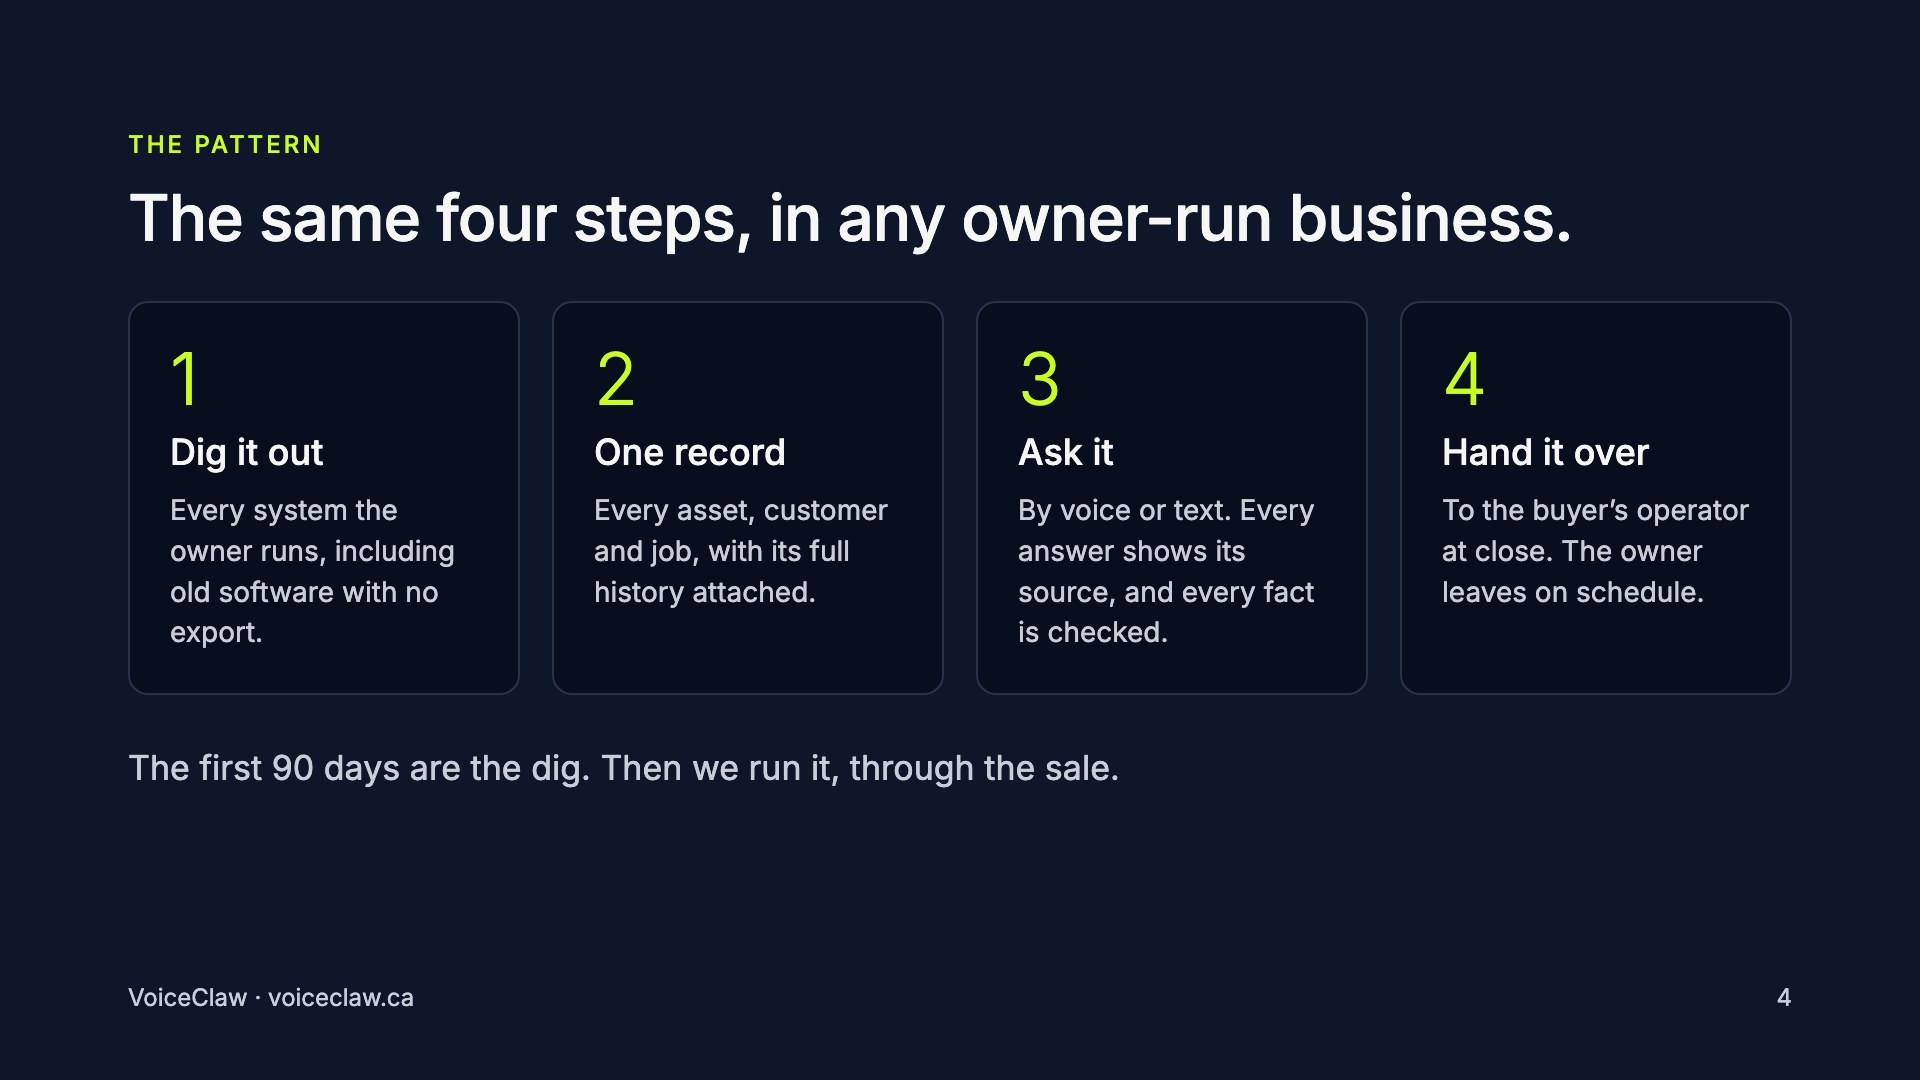 THE PATTERN
The same four steps, in any owner-run business.
1
Dig it out
Every system the
owner runs, including
old software with no
export.
2
One record
Every asset, customer
and job, with its full
history attached.
3
Ask it
By voice or text. Every
answer shows its
source, and every fact
is checked.
4
Hand it over
To the buyer’s operator
at close. The owner
leaves on schedule.
The first 90 days are the dig. Then we run it, through the sale.
VoiceClaw · voiceclaw.ca
4